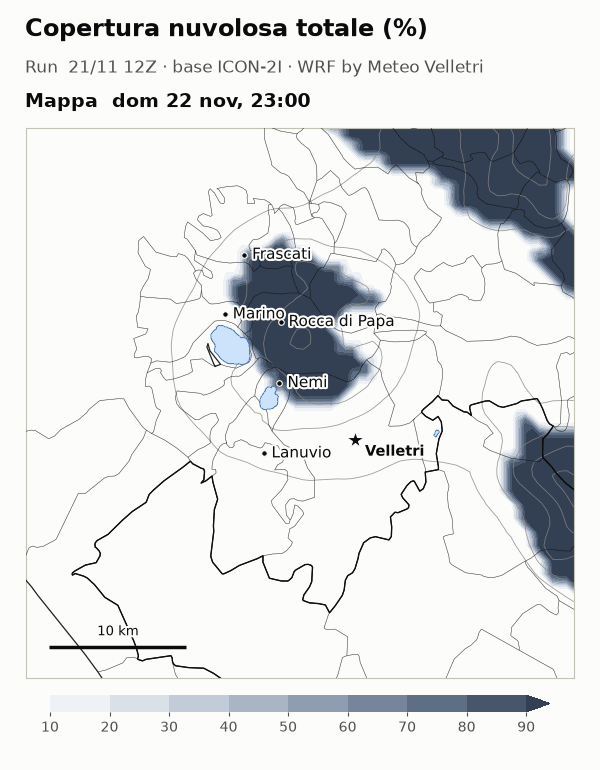 Copertura nuvolosa totale (%)
Run  21/11 12Z · base ICON-2I · WRF by Meteo Velletri
Mappa  dom 22 nov, 23:00
Frascati
Marino
Rocca di Papa
Nemi
Velletri
Lanuvio
10 km
10 20 30 40 50 60 70 80 90